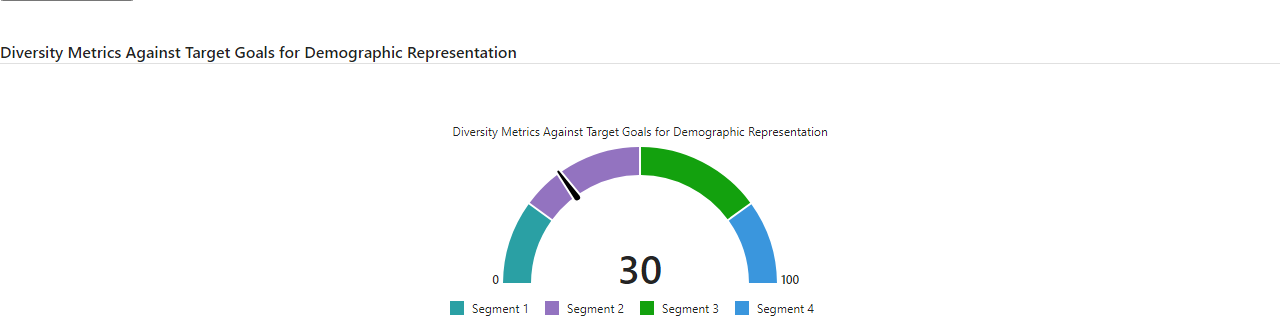 Diversity Metrics Against Target Goals for Demographic Representation
Diversity Metrics Against Target Goals for Demographic Representation
0
30
100
Segment 1
Segment 2
Segment 3
Segment 4